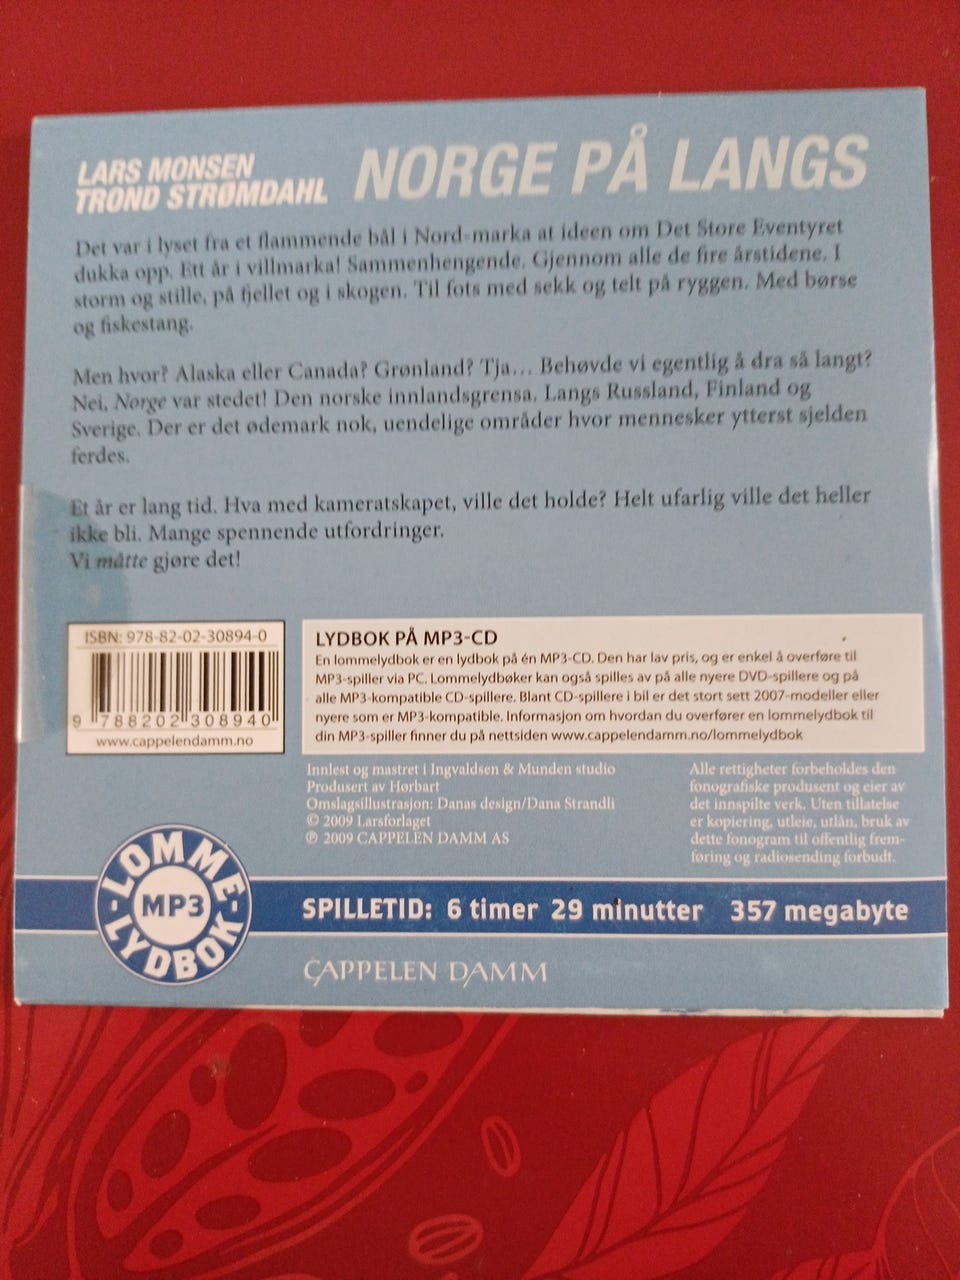 LARS MONSEN
TROND STRØMDAHL
NORGE PÅ LANGS
Det var i lyset fra et flammende bål i Nord-marka at ideen om Det Store Eventyret
dukka opp. Ett år i villmarka! Sammenhengende. Gjennom alle de fire årstidene. I
storm og stille, på fjellet og i skogen. Til fots med sekk og telt på ryggen. Med børse
og fiskestang.
Men hvor? Alaska eller Canada? Grønland? Tja… Behøvde vi egentlig å dra så langt?
Nei, Norge var stedet! Den norske innlandsgrensa. Langs Russland, Finland og
Sverige. Der er det ødemark nok, uendelige områder hvor mennesker ytterst sjelden
ferdes.
Et år er lang tid. Hva med kameratskapet, ville det holde? Helt ufarlig ville det heller
ikke bli. Mange spennende utfordringer.
Vi måtte gjøre det!
ISBN: 978-82-02-30894-0
9 788202 308940
www.cappelendamm.no
LYDBOK PÅ MP3-CD
En lommelydbok er en lydbok på én MP3-CD. Den har lav pris, og er enkel å overføre til
MP3-spiller via PC. Lommelydbøker kan også spilles av på alle nyere DVD-spillere og på
alle MP3-kompatible CD-spillere. Blant CD-spillere i bil er det stort sett 2007-modeller eller
nyere som er MP3-kompatible. Informasjon om hvordan du overfører en lommelydbok til
din MP3-spiller finner du på nettsiden www.cappelendamm.no/lommelydbok
Innlest og mastret i Ingvaldsen & Munden studio
Produsert av Hørbart
Omslagsillustrasjon: Danas design/Dana Strandli
© 2009 Larsforlaget
℗ 2009 CAPPELEN DAMM AS
Alle rettigheter forbeholdes den
fonografiske produsent og eier av
det innspilte verk. Uten tillatelse
er kopiering, utleie, utlån, bruk av
dette fonogram til offentlig frem-
føring og radiosending forbudt.
LOMME-
MP3
LYDBOK-
SPILLETID: 6 timer 29 minutter 357 megabyte
CAPPELEN DAMM